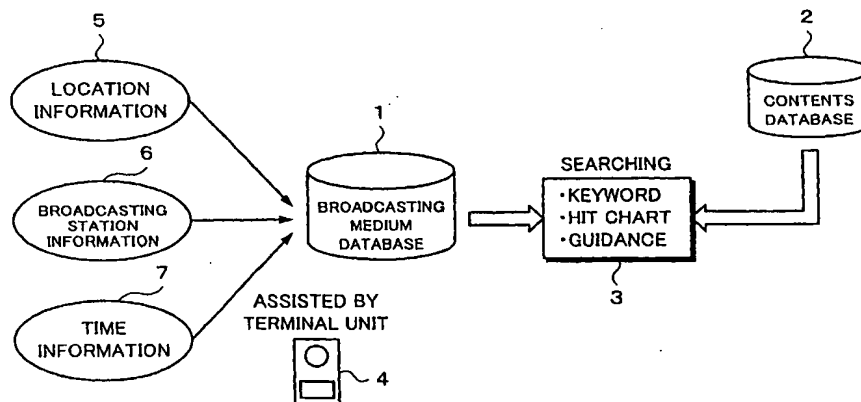 5
LOCATION
INFORMATION
6
BROADCASTING
STATION
INFORMATION
7
TIME
INFORMATION
1
BROADCASTING
MEDIUM
DATABASE
ASSISTED BY
TERMINAL UNIT
4
SEARCHING
・KEYWORD
・HIT CHART
・GUIDANCE
3
2
CONTENTS
DATABASE